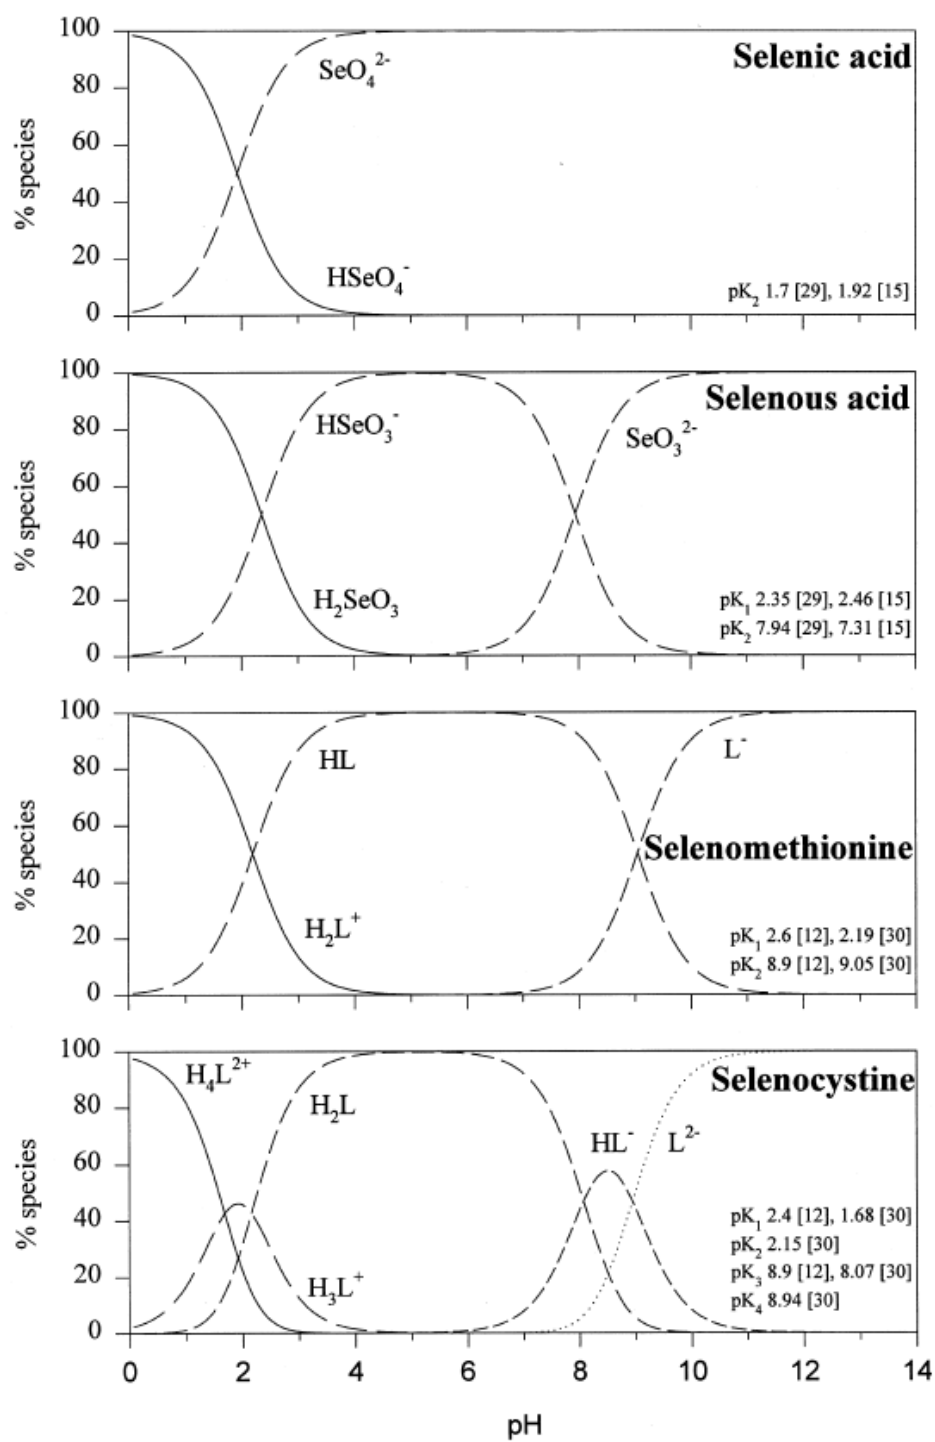 100
80
60
40
20
0
% species
SeO₄²⁻
HSeO₄⁻
Selenic acid
pK₂ 1.7 [29], 1.92 [15]
100
80
60
40
20
0
% species
HSeO₃⁻
H₂SeO₃
SeO₃²⁻
Selenous acid
pK₁ 2.35 [29], 2.46 [15]
pK₂ 7.94 [29], 7.31 [15]
100
80
60
40
20
0
% species
HL
H₂L⁺
L⁻
Selenomethionine
pK₁ 2.6 [12], 2.19 [30]
pK₂ 8.9 [12], 9.05 [30]
100
80
60
40
20
0
% species
H₄L²⁺
H₂L
H₃L⁺
HL⁻
L²⁻
Selenocystine
pK₁ 2.4 [12], 1.68 [30]
pK₂ 2.15 [30]
pK₃ 8.9 [12], 8.07 [30]
pK₄ 8.94 [30]
0 2 4 6 8 10 12 14
pH